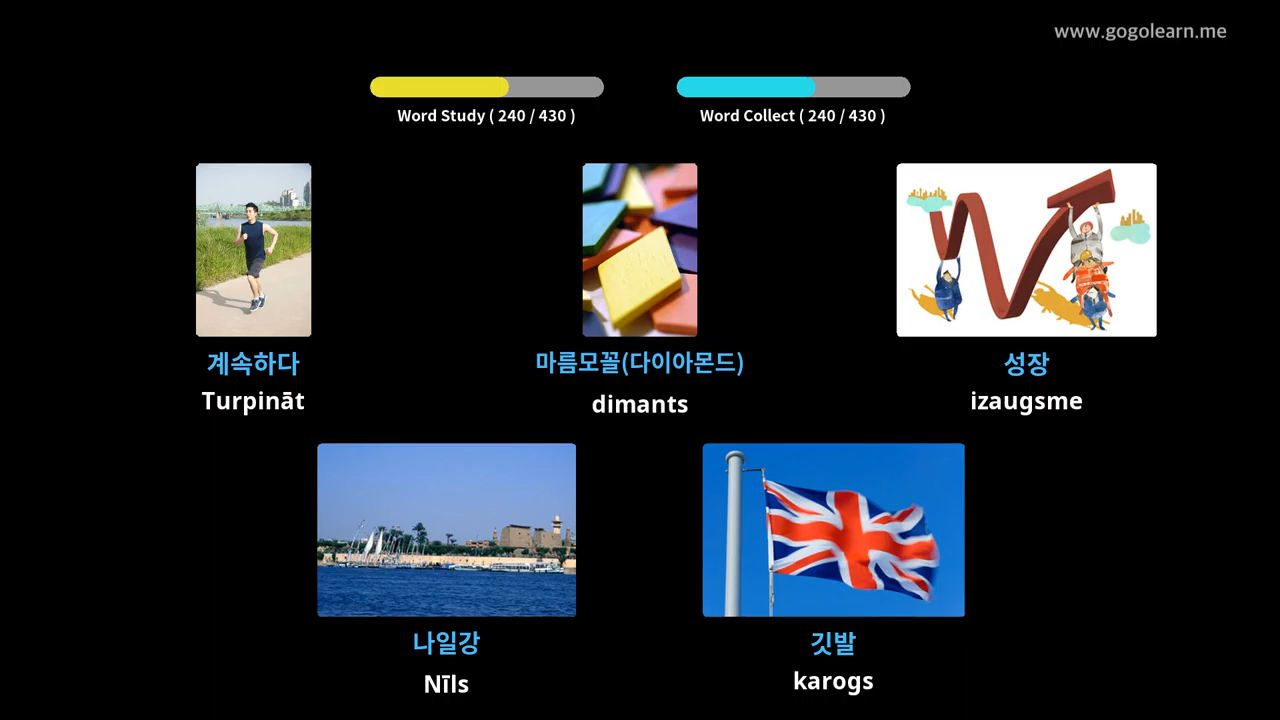 www.gogolearn.me
Word Study ( 240 / 430 )
Word Collect ( 240 / 430 )
계속하다
Turpināt
마름모꼴(다이아몬드)
dimants
성장
izaugsme
나일강
Nīls
깃발
karogs